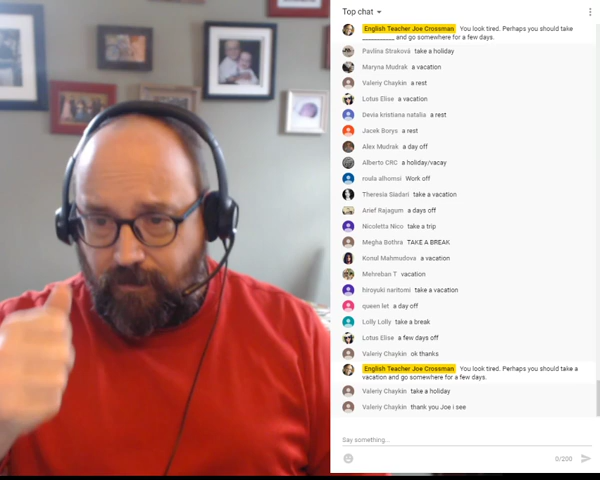 Top chat
English Teacher Joe Crossman You look tired. Perhaps you should take
__________ and go somewhere for a few days.
Pavlína Straková take a holiday
Maryna Mudrak a vacation
Valeriy Chaykin a rest
Lotus Elise a vacation
Devia kristiana natalia a rest
Jacek Borys a rest
Alex Mudrak a day off
Alberto CRC a holiday/vacay
roula alhomsi Work off
Theresia Siadari take a vacation
Arief Rajagum a days off
Nicoletta Nico take a trip
Megha Bothra TAKE A BREAK
Konul Mahmudova a vacation
Mehreban T vacation
hiroyuki naritomi take a vacation
queen let a day off
Lolly Lolly take a break
Lotus Elise a few days off
Valeriy Chaykin ok thanks
English Teacher Joe Crossman You look tired. Perhaps you should take a
vacation and go somewhere for a few days.
Valeriy Chaykin take a holiday
Valeriy Chaykin thank you Joe i see
Say something...
0/200